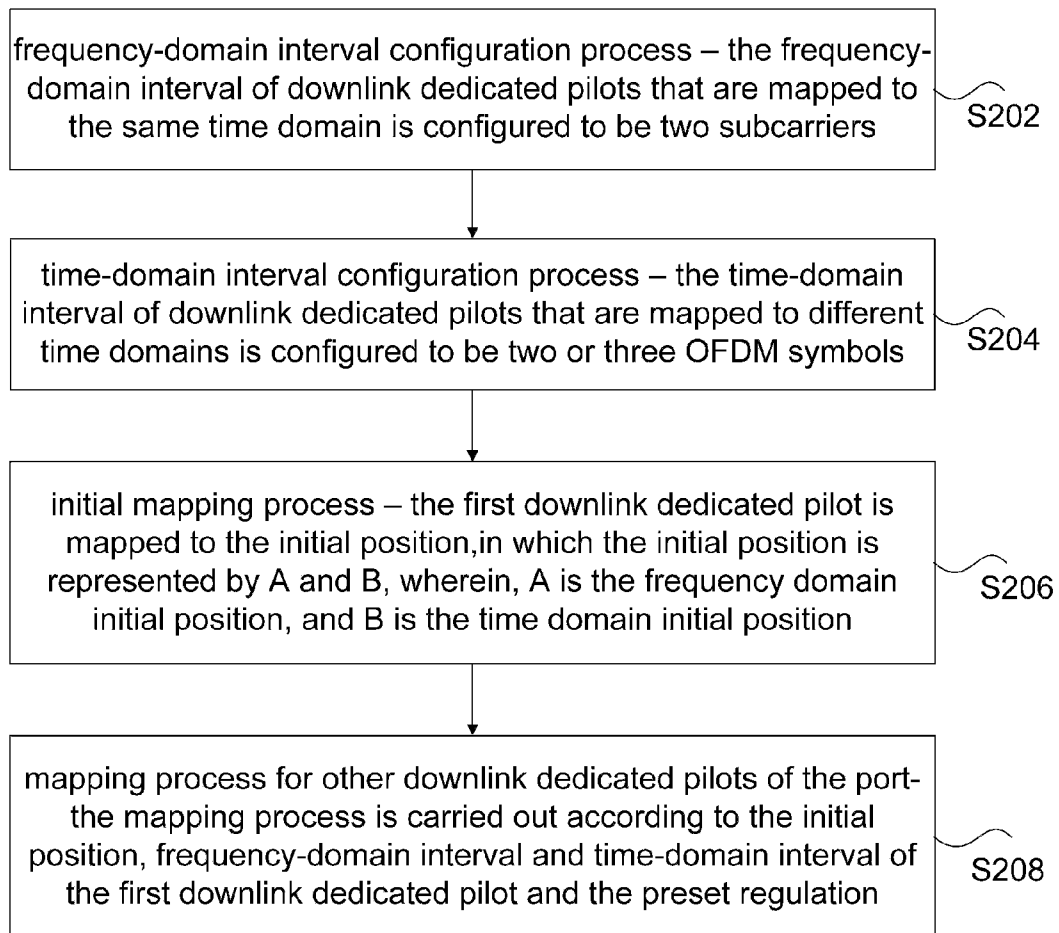 frequency-domain interval configuration process – the frequency-
domain interval of downlink dedicated pilots that are mapped to
the same time domain is configured to be two subcarriers
S202
time-domain interval configuration process – the time-domain
interval of downlink dedicated pilots that are mapped to different
time domains is configured to be two or three OFDM symbols
S204
initial mapping process – the first downlink dedicated pilot is
mapped to the initial position,in which the initial position is
represented by A and B, wherein, A is the frequency domain
initial position, and B is the time domain initial position
S206
mapping process for other downlink dedicated pilots of the port-
the mapping process is carried out according to the initial
position, frequency-domain interval and time-domain interval of
the first downlink dedicated pilot and the preset regulation
S208